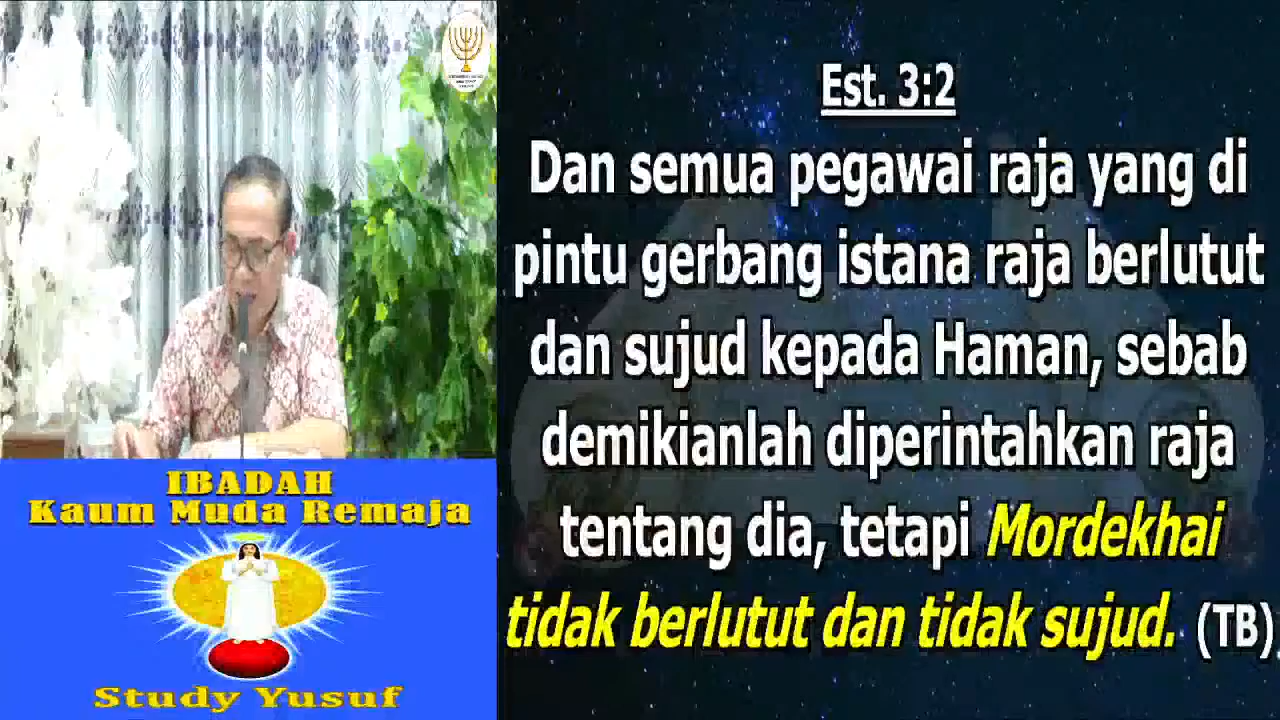 Est. 3:2
Dan semua pegawai raja yang di
pintu gerbang istana raja berlutut
dan sujud kepada Haman, sebab
demikianlah diperintahkan raja
tentang dia, tetapi Mordekhai
tidak berlutut dan tidak sujud. (TB)
IBADAH
Kaum Muda Remaja
Study Yusuf